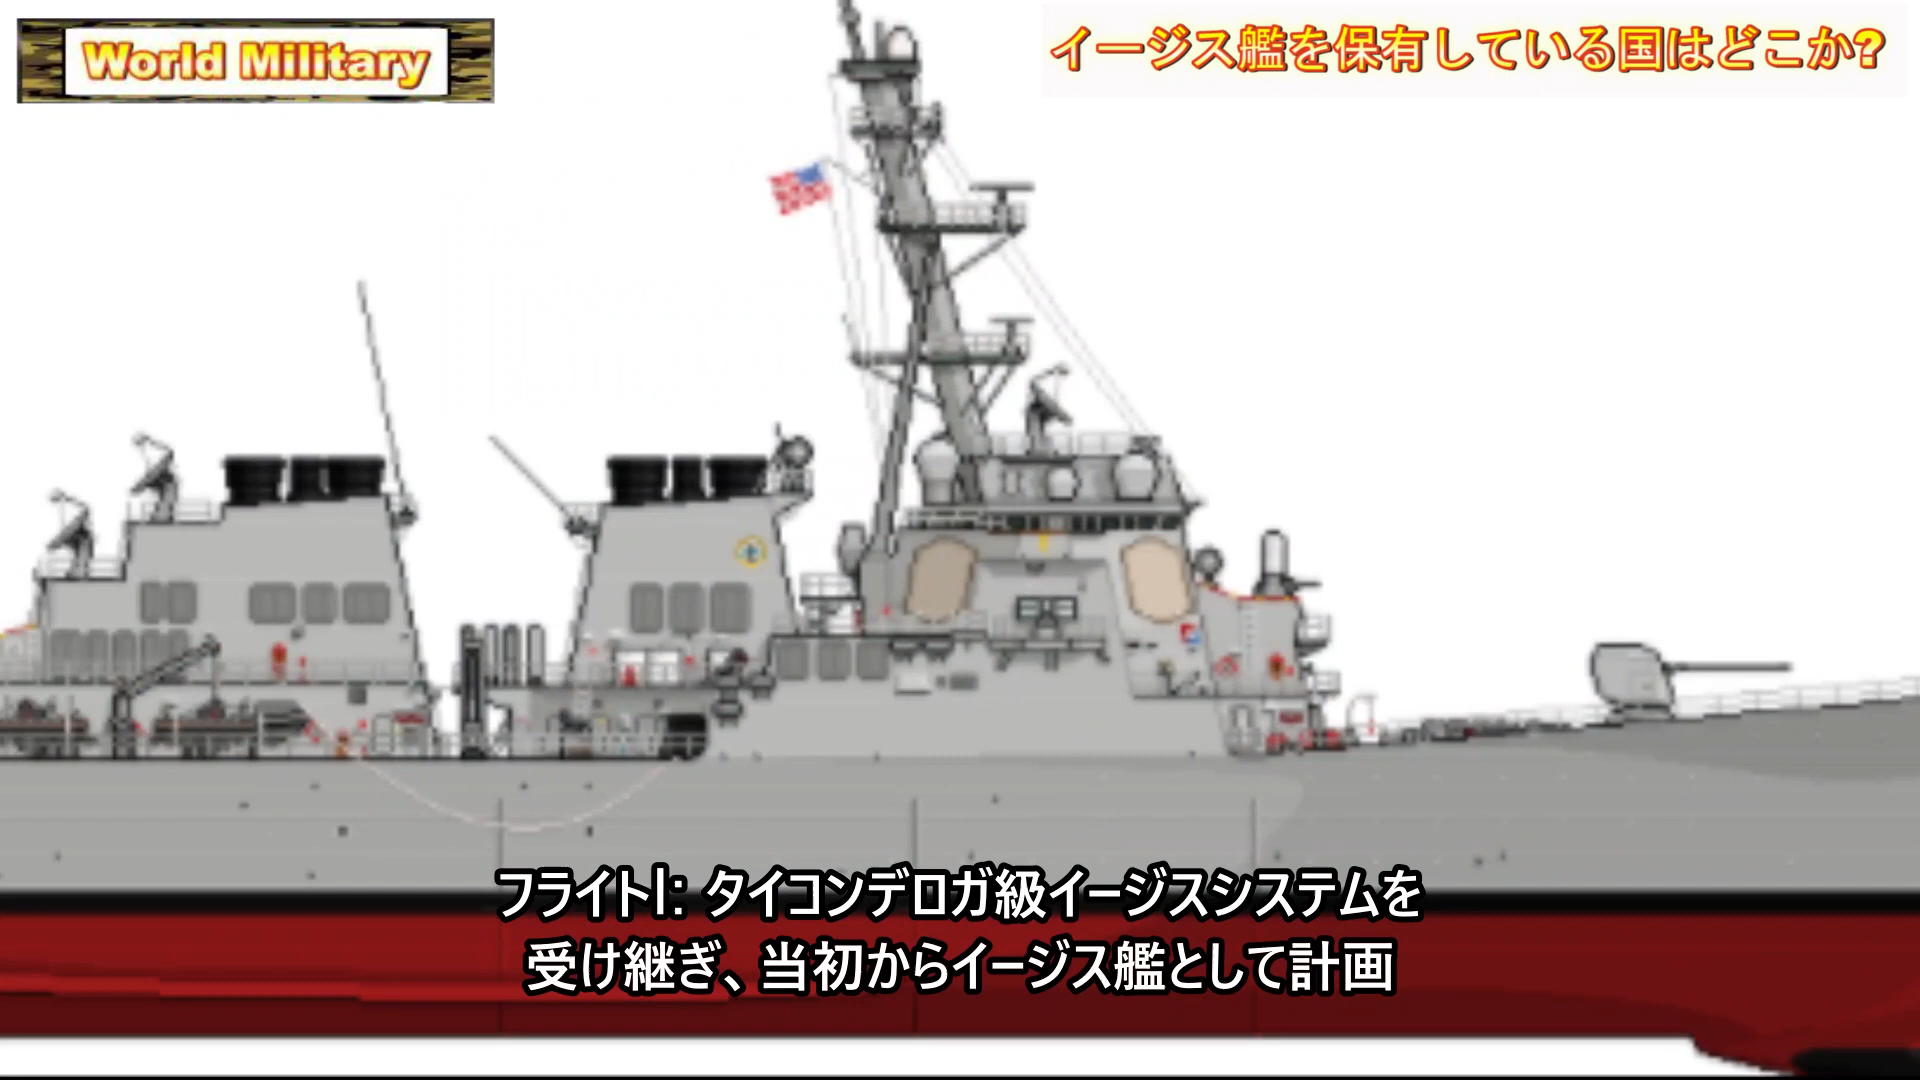 World Military
イージス艦を保有している国はどこか?
フライトI: タイコンデロガ級イージスシステムを
受け継ぎ、当初からイージス艦として計画